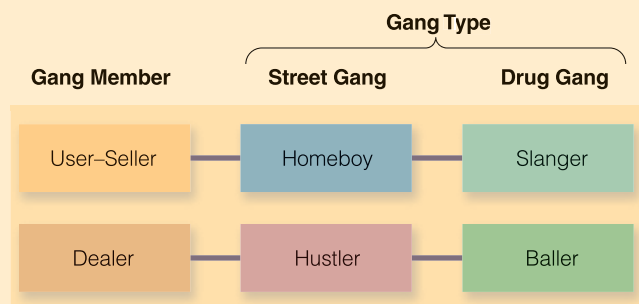 Gang Type
Gang Member Street Gang Drug Gang
User–Seller Homeboy Slanger
Dealer Hustler Baller